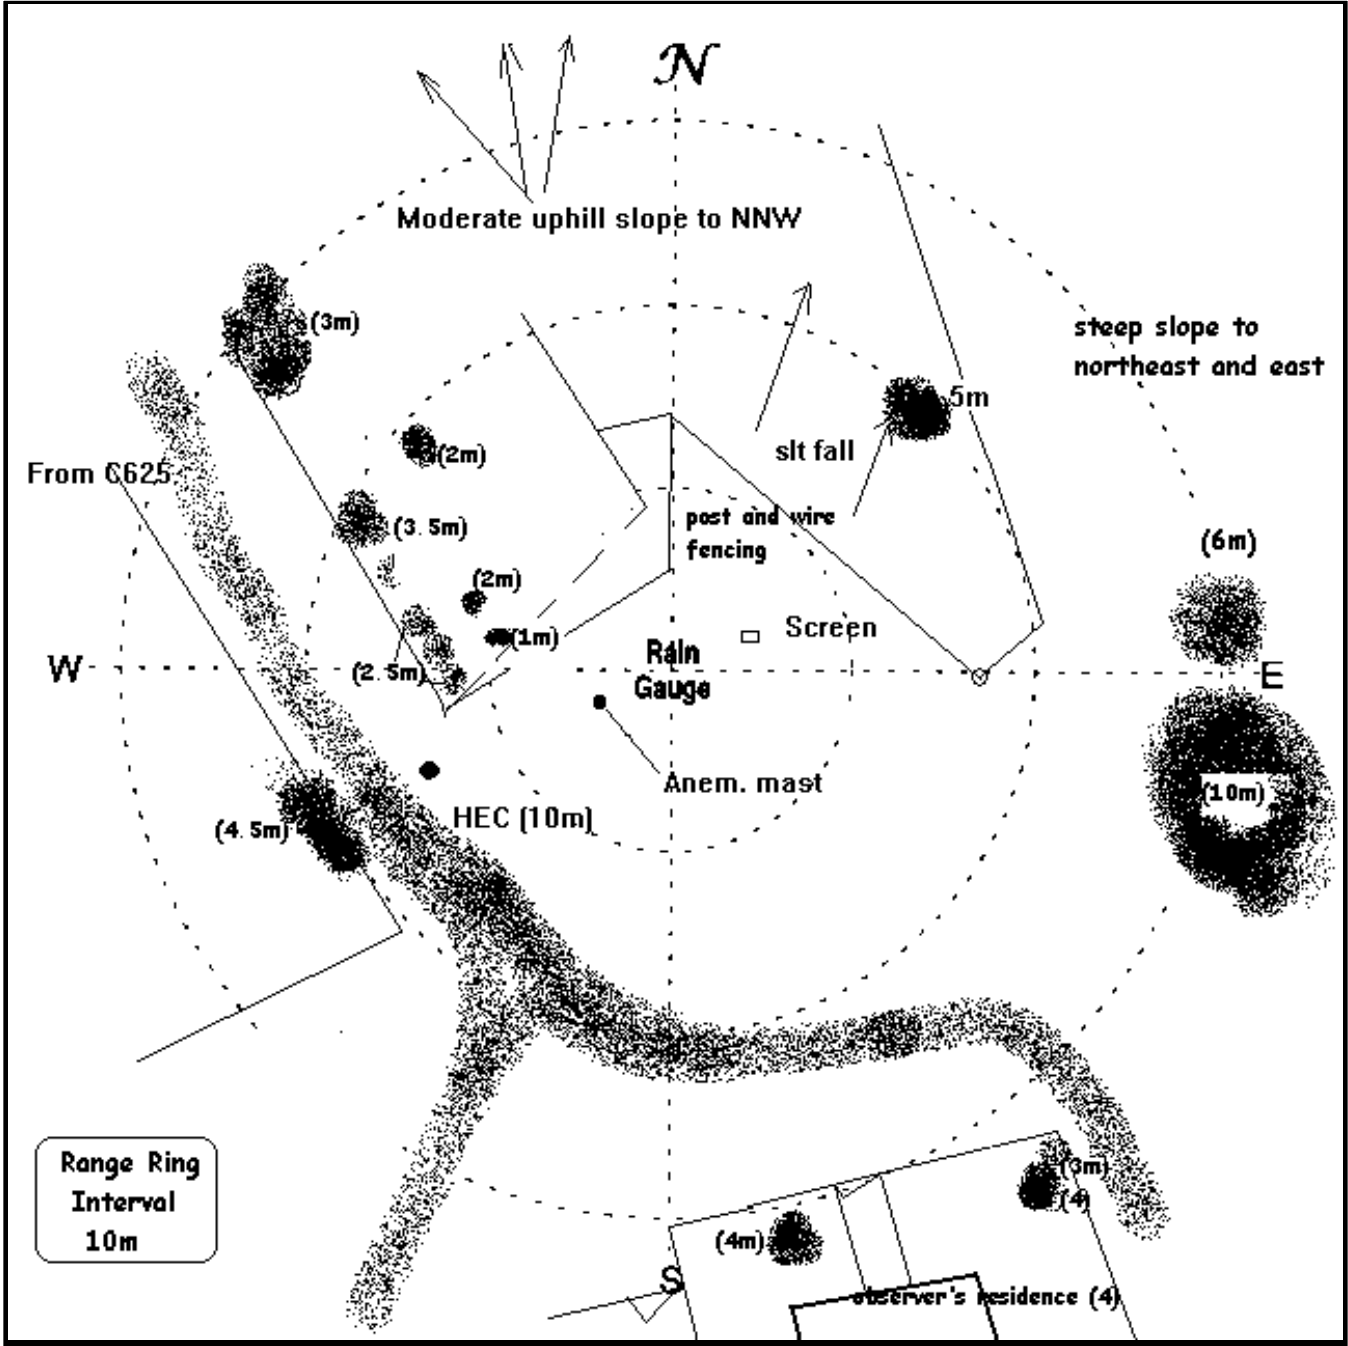 N
Moderate uphill slope to NNW
(3m)
steep slope to
northeast and east
5m
slt fall
(2m)
From C625
(3.5m)
post and wire
fencing
(6m)
(2m)
(1m)
Screen
Rain
Gauge
W
(2.5m)
E
Anem. mast
(10m)
HEC (10m)
(4.5m)
Range Ring
Interval
10m
(3m)
(4)
(4m)
S
observer's residence (4)